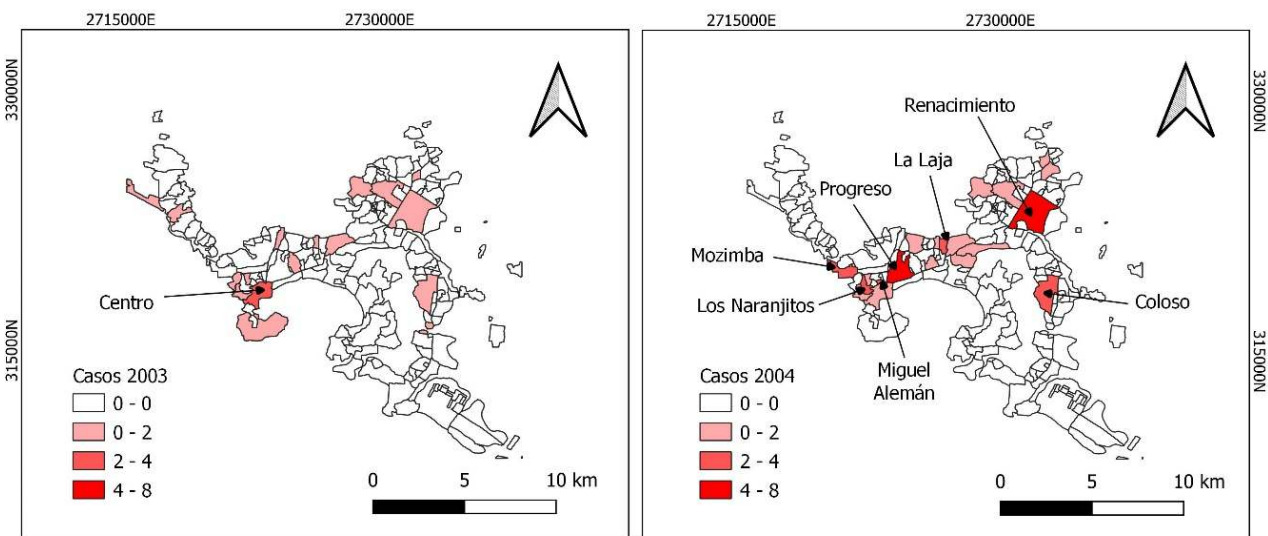 2715000E
2730000E
330000N
315000N
Centro
Casos 2003
0 - 0
0 - 2
2 - 4
4 - 8
0
5
10 km
2715000E
2730000E
330000N
315000N
Renacimiento
La Laja
Progreso
Mozimba
Los Naranjitos
Coloso
Miguel
Alemán
Casos 2004
0 - 0
0 - 2
2 - 4
4 - 8
0
5
10 km